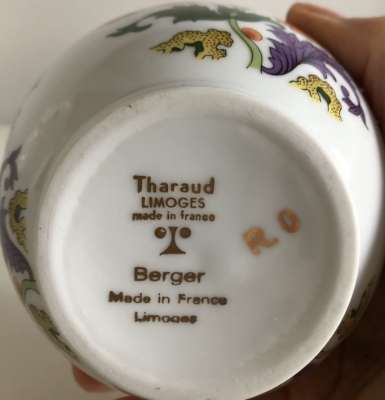 Tharaud
LIMOGES
made in france
Berger
Made in France
Limoges
R O